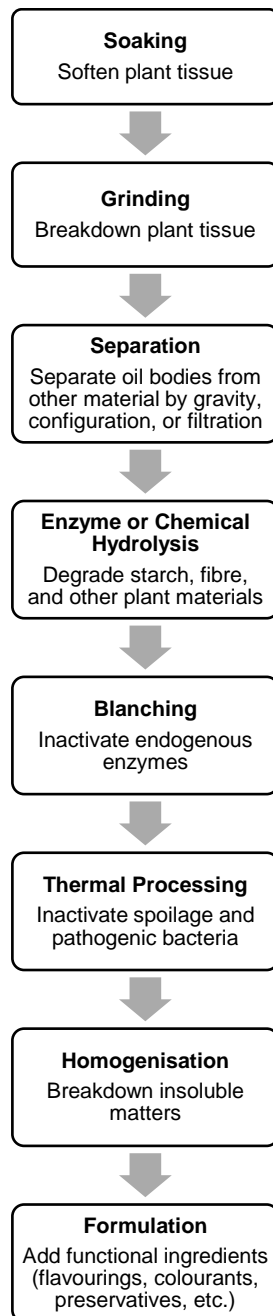 Soaking
Soften plant tissue
Grinding
Breakdown plant tissue
Separation
Separate oil bodies from
other material by gravity,
configuration, or filtration
Enzyme or Chemical
Hydrolysis
Degrade starch, fibre,
and other plant materials
Blanching
Inactivate endogenous
enzymes
Thermal Processing
Inactivate spoilage and
pathogenic bacteria
Homogenisation
Breakdown insoluble
matters
Formulation
Add functional ingredients
(flavourings, colourants,
preservatives, etc.)